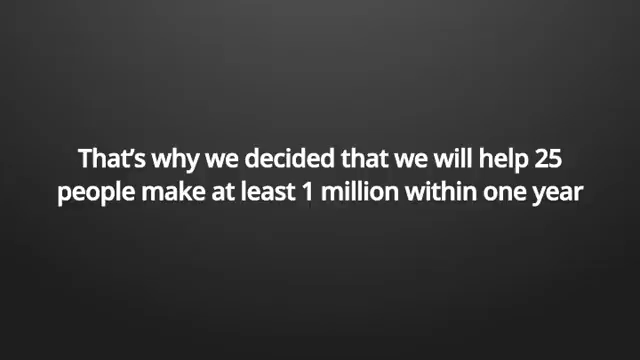 That’s why we decided that we will help 25
people make at least 1 million within one year